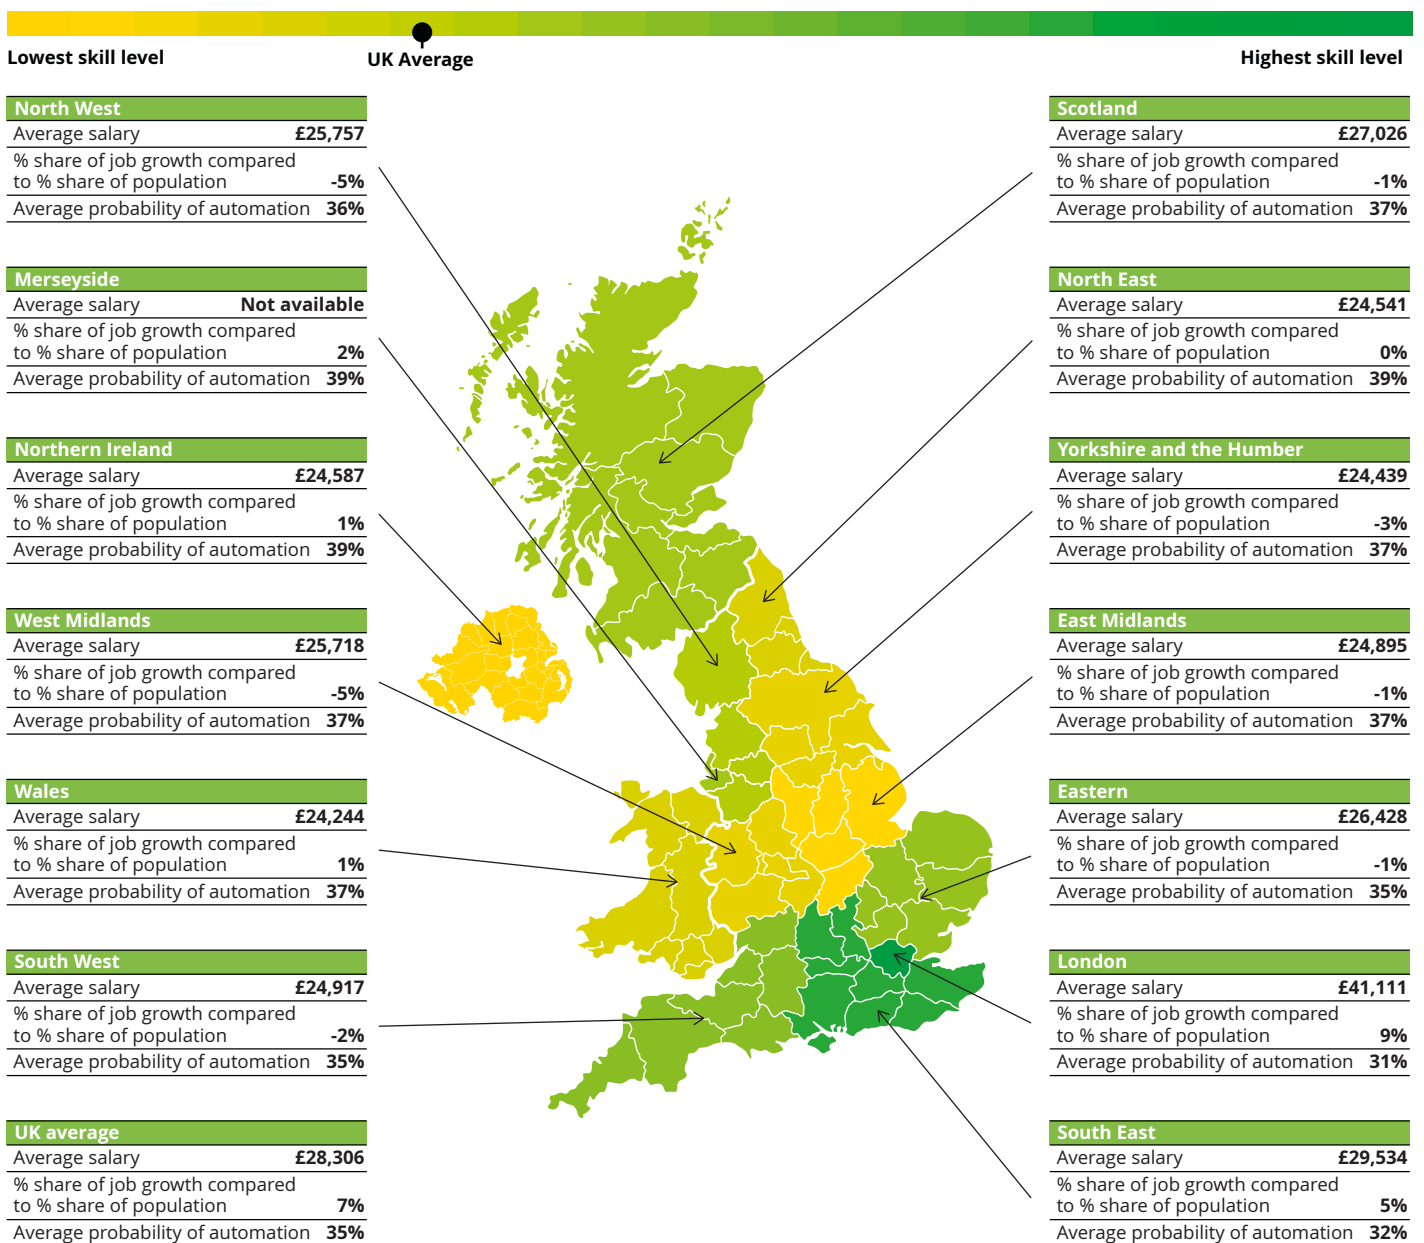 Lowest skill level
UK Average
Highest skill level
North West
Average salary £25,757
% share of job growth compared
to % share of population -5%
Average probability of automation 36%
Merseyside
Average salary Not available
% share of job growth compared
to % share of population 2%
Average probability of automation 39%
Northern Ireland
Average salary £24,587
% share of job growth compared
to % share of population 1%
Average probability of automation 39%
West Midlands
Average salary £25,718
% share of job growth compared
to % share of population -5%
Average probability of automation 37%
Wales
Average salary £24,244
% share of job growth compared
to % share of population 1%
Average probability of automation 37%
South West
Average salary £24,917
% share of job growth compared
to % share of population -2%
Average probability of automation 35%
UK average
Average salary £28,306
% share of job growth compared
to % share of population 7%
Average probability of automation 35%
Scotland
Average salary £27,026
% share of job growth compared
to % share of population -1%
Average probability of automation 37%
North East
Average salary £24,541
% share of job growth compared
to % share of population 0%
Average probability of automation 39%
Yorkshire and the Humber
Average salary £24,439
% share of job growth compared
to % share of population -3%
Average probability of automation 37%
East Midlands
Average salary £24,895
% share of job growth compared
to % share of population -1%
Average probability of automation 37%
Eastern
Average salary £26,428
% share of job growth compared
to % share of population -1%
Average probability of automation 35%
London
Average salary £41,111
% share of job growth compared
to % share of population 9%
Average probability of automation 31%
South East
Average salary £29,534
% share of job growth compared
to % share of population 5%
Average probability of automation 32%